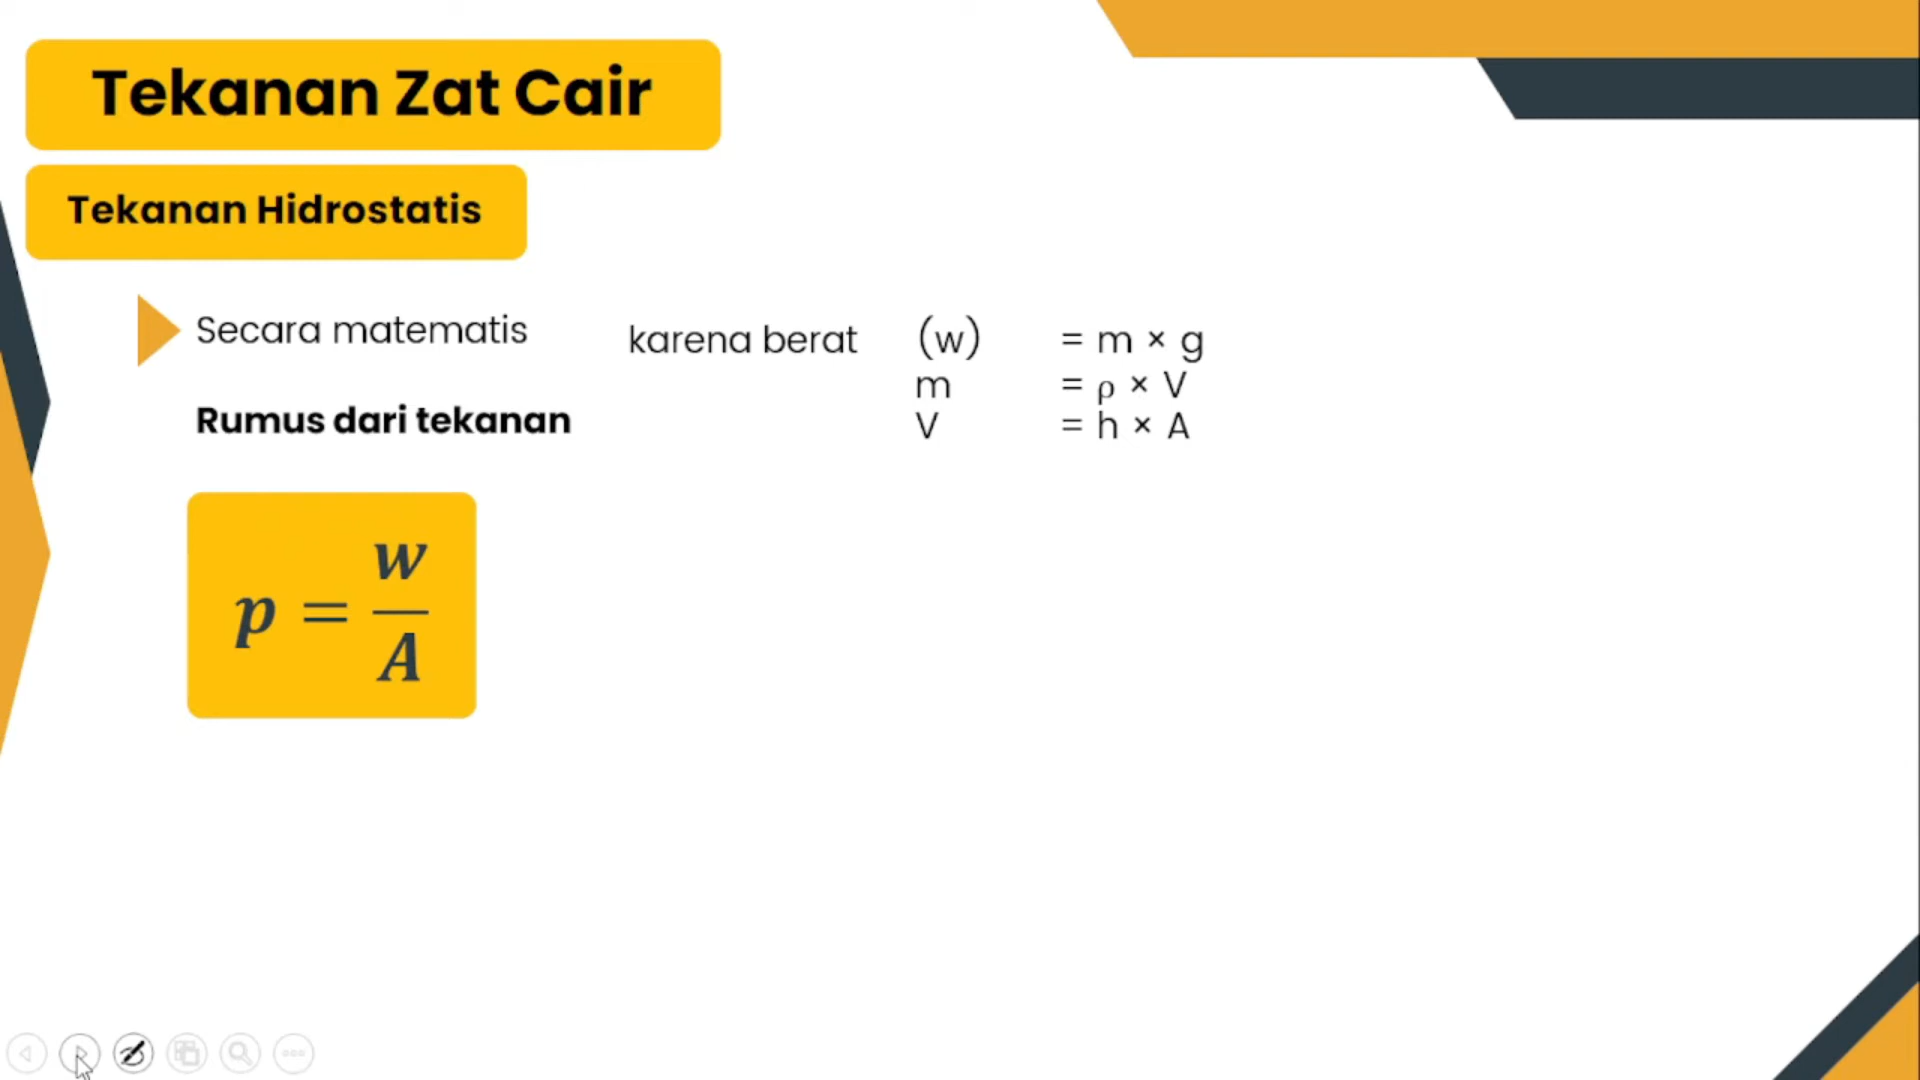 Tekanan Zat Cair
Tekanan Hidrostatis
Secara matematis
Rumus dari tekanan
p = w/A
karena berat (w) = m × g
m = ρ × V
V = h × A